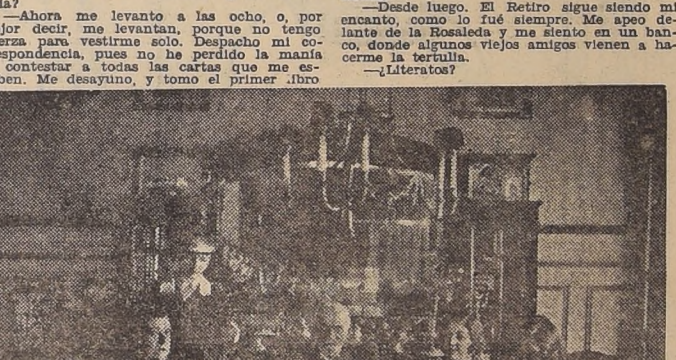 —Ahora me levanto a las ocho, o, por
jor decir, me levantan, porque no tengo
erza para vestirme solo. Despacho mi co-
espondencia, pues no he perdido la manía
contestar a todas las cartas que me es-
ben. Me desayuno, y tomo el primer libro
—Desde luego. El Retiro sigue siendo mi
encanto, como lo fué siempre. Me apeo de-
lante de la Rosaleda y me siento en un ban-
co, donde algunos viejos amigos vienen a ha-
cerme la tertulia.
—¿Literatos?